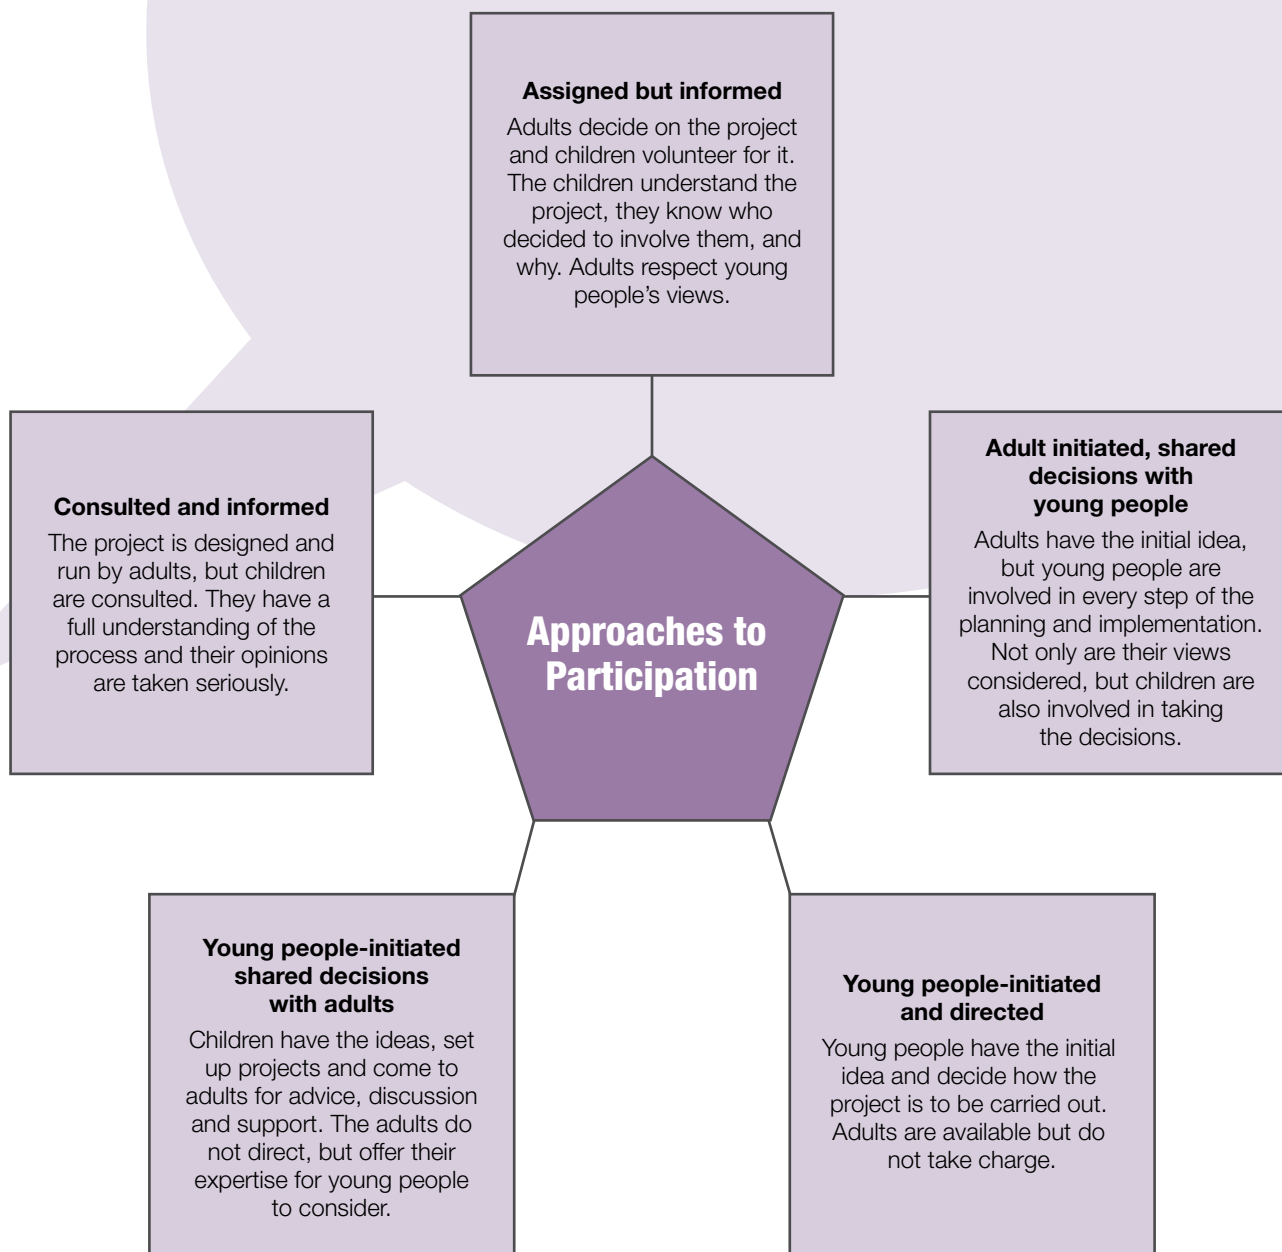 Assigned but informed
Adults decide on the project
and children volunteer for it.
The children understand the
project, they know who
decided to involve them, and
why. Adults respect young
people’s views.
Consulted and informed
The project is designed and
run by adults, but children
are consulted. They have a
full understanding of the
process and their opinions
are taken seriously.
Approaches to
Participation
Adult initiated, shared
decisions with
young people
Adults have the initial idea,
but young people are
involved in every step of the
planning and implementation.
Not only are their views
considered, but children are
also involved in taking
the decisions.
Young people-initiated
shared decisions
with adults
Children have the ideas, set
up projects and come to
adults for advice, discussion
and support. The adults do
not direct, but offer their
expertise for young people
to consider.
Young people-initiated
and directed
Young people have the initial
idea and decide how the
project is to be carried out.
Adults are available but do
not take charge.